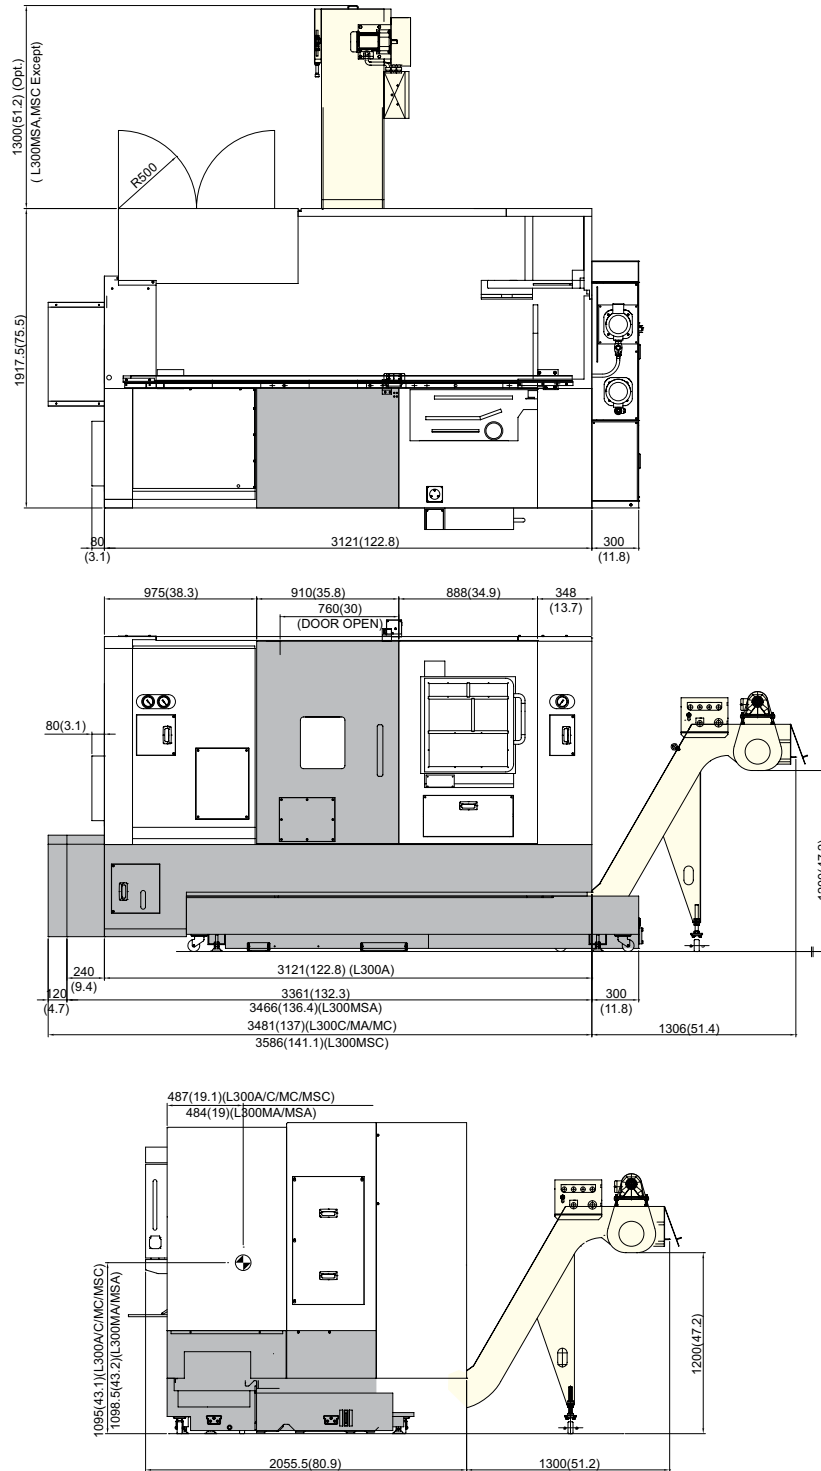 1300(51.2) (Opt.)
( L300MSA,MSC Except)
R500
1917.5(75.5)
80
(3.1)
3121(122.8)
300
(11.8)
975(38.3)
910(35.8)
888(34.9)
348
(13.7)
760(30)
(DOOR OPEN)
80(3.1)
240
(9.4)
3121(122.8) (L300A)
120
(4.7)
3361(132.3)
3466(136.4)(L300MSA)
300
(11.8)
3481(137)(L300C/MA/MC)
3586(141.1)(L300MSC)
1306(51.4)
487(19.1)(L300A/C/MC/MSC)
484(19)(L300MA/MSA)
1095(43.1)(L300A/C/MC/MSC)
1098.5(43.2)(L300MA/MSA)
1200(47.2)
2055.5(80.9)
1300(51.2)